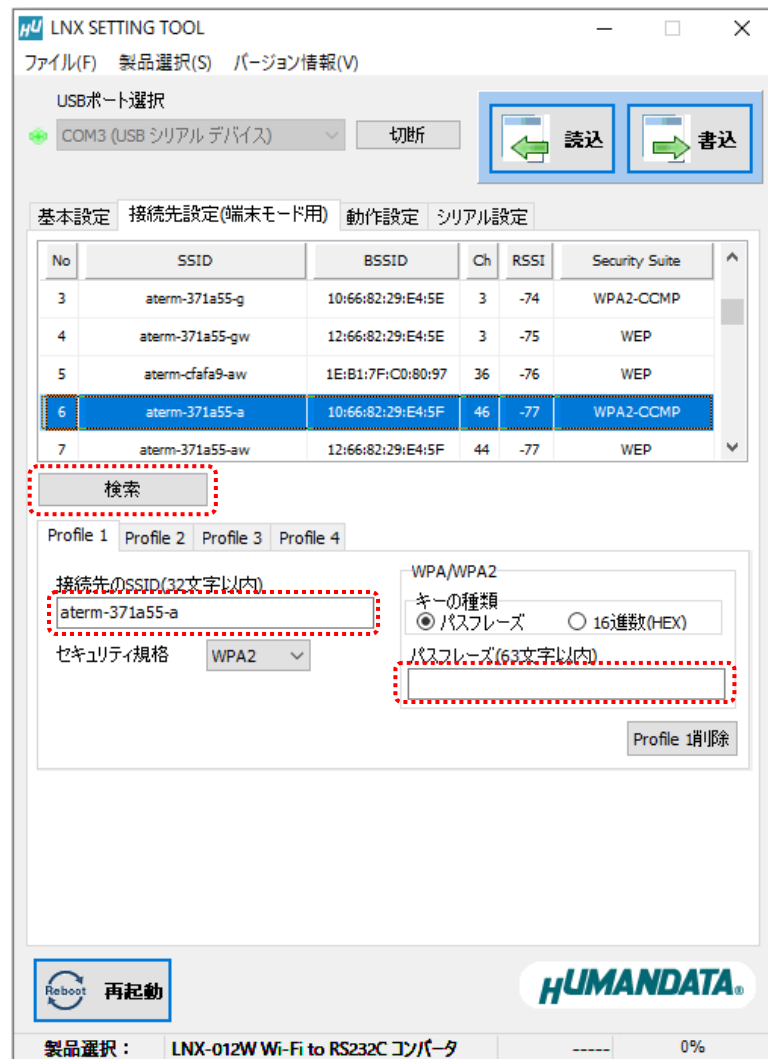 HU LNX SETTING TOOL
ファイル(F) 製品選択(S) バージョン情報(V)
USBポート選択
COM3 (USB シリアル デバイス) 切断 読込 書込
基本設定 接続先設定(端末モード用) 動作設定 シリアル設定
No SSID BSSID Ch RSSI Security Suite
3 aterm-371a55-g 10:66:82:29:E4:5E 3 -74 WPA2-CCMP
4 aterm-371a55-gw 12:66:82:29:E4:5E 3 -75 WEP
5 aterm-cfafa9-aw 1E:B1:7F:C0:80:97 36 -76 WEP
6 aterm-371a55-a 10:66:82:29:E4:5F 46 -77 WPA2-CCMP
7 aterm-371a55-aw 12:66:82:29:E4:5F 44 -77 WEP
検索
Profile 1 Profile 2 Profile 3 Profile 4
接続先のSSID(32文字以内)
aterm-371a55-a
セキュリティ規格 WPA2
WPA/WPA2
キーの種類
パスフレーズ 16進数(HEX)
パスフレーズ(63文字以内)
Profile 1削除
Reboot 再起動
HUMANDATA®
製品選択： LNX-012W Wi-Fi to RS232C コンバータ ----- 0%